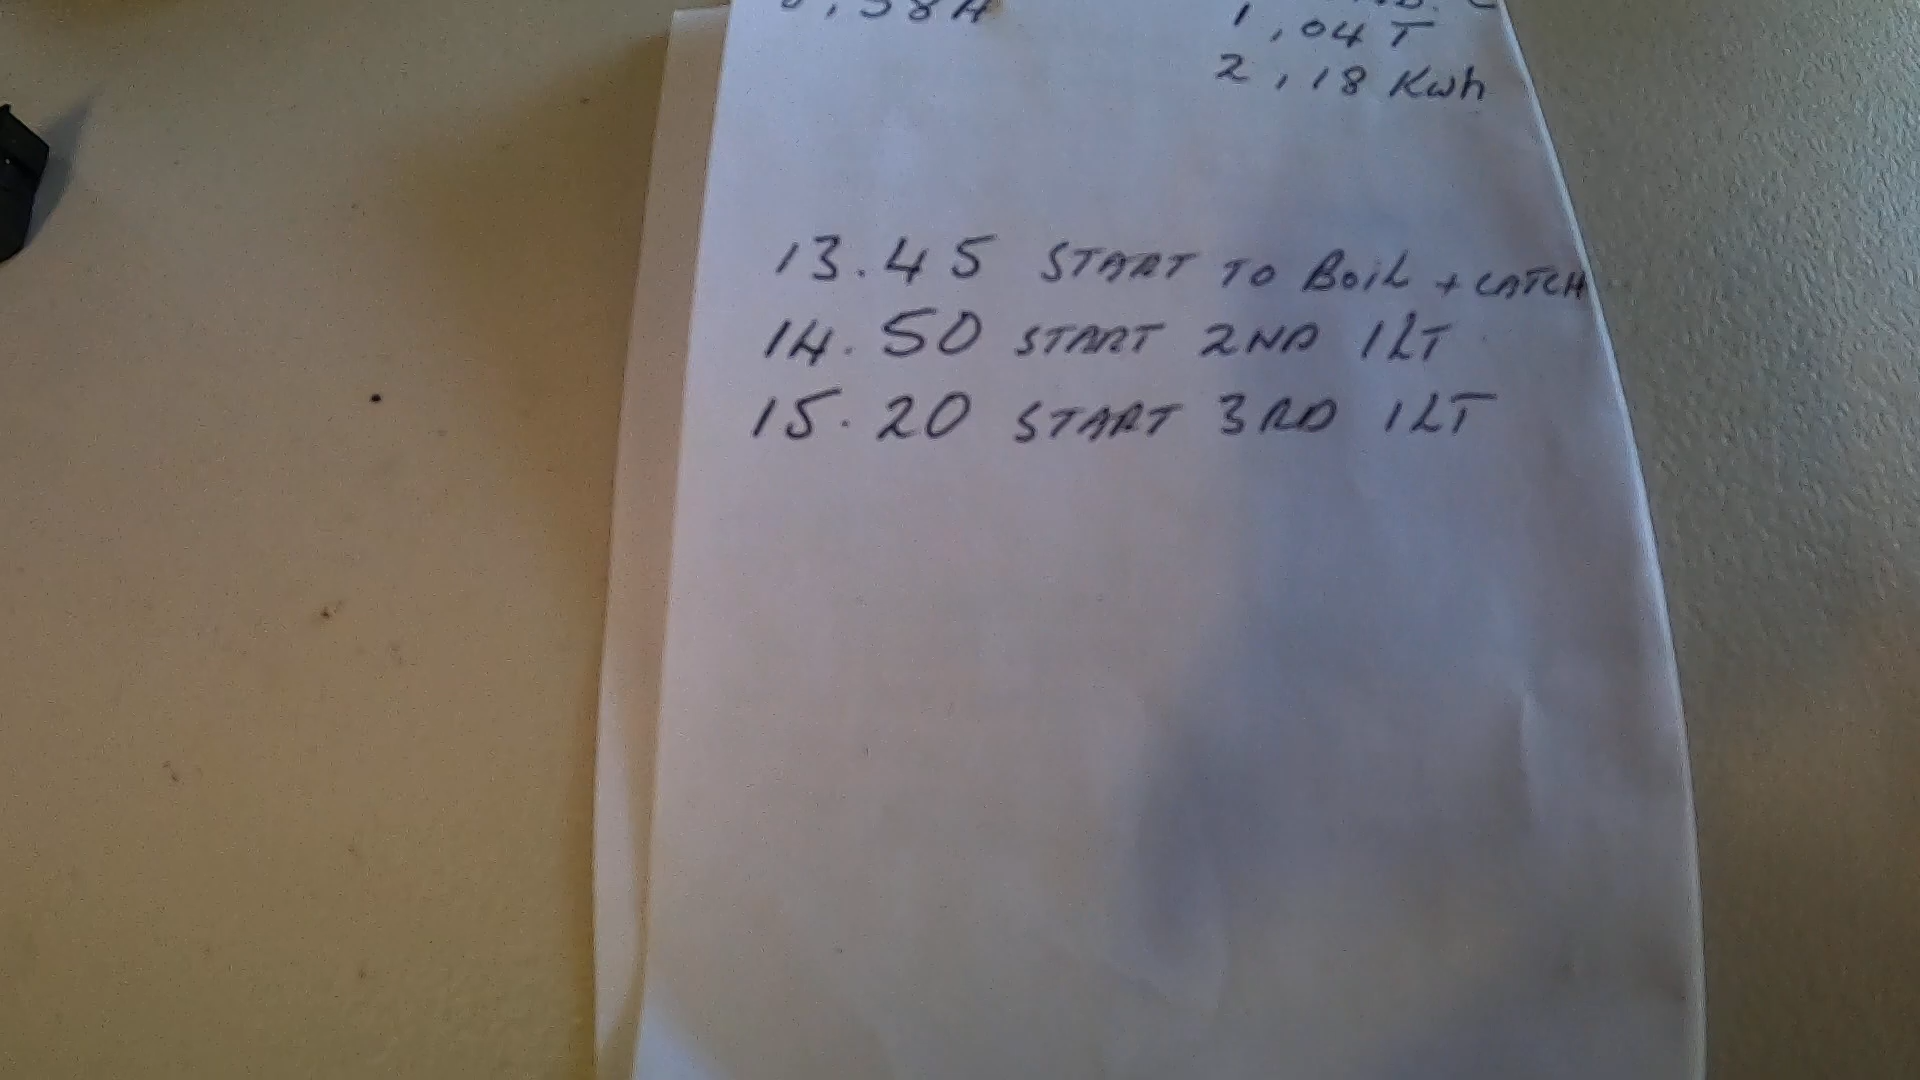 1,04 T
2,18 Kwh
13.45 START TO BOIL + CATCH
14.50 START 2ND 1LT
15.20 START 3RD 1LT